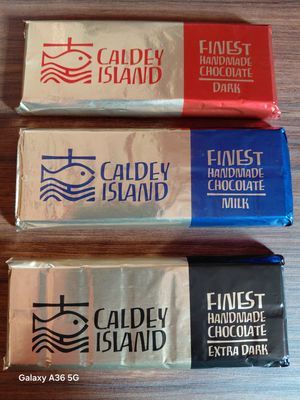 CALDEY
ISLAND
FINEST
HANDMADE
CHOCOLATE
DARK
CALDEY
ISLAND
FINEST
HANDMADE
CHOCOLATE
MILK
CALDEY
ISLAND
FINEST
HANDMADE
CHOCOLATE
EXTRA DARK
Galaxy A36 5G